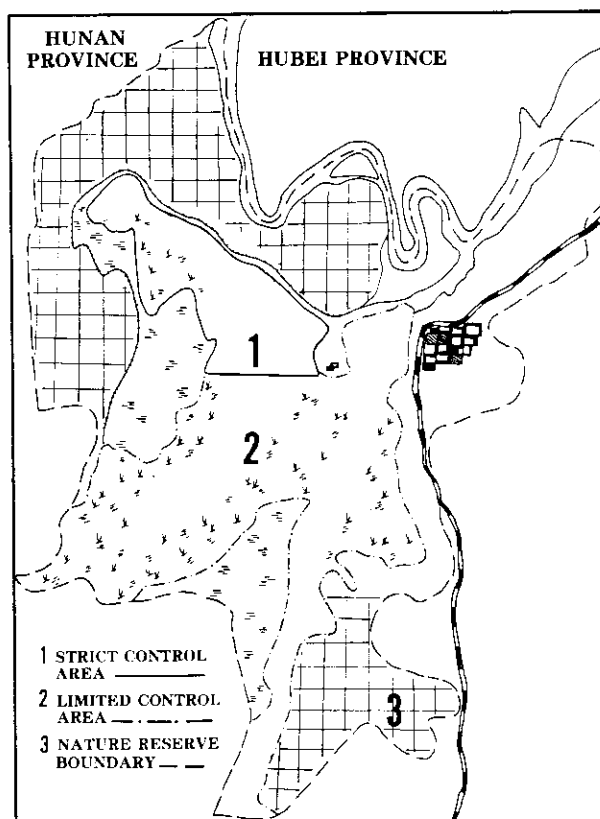 HUNAN
PROVINCE
HUBEI PROVINCE
1
2
3
1 STRICT CONTROL
AREA
2 LIMITED CONTROL
AREA
3 NATURE RESERVE
BOUNDARY